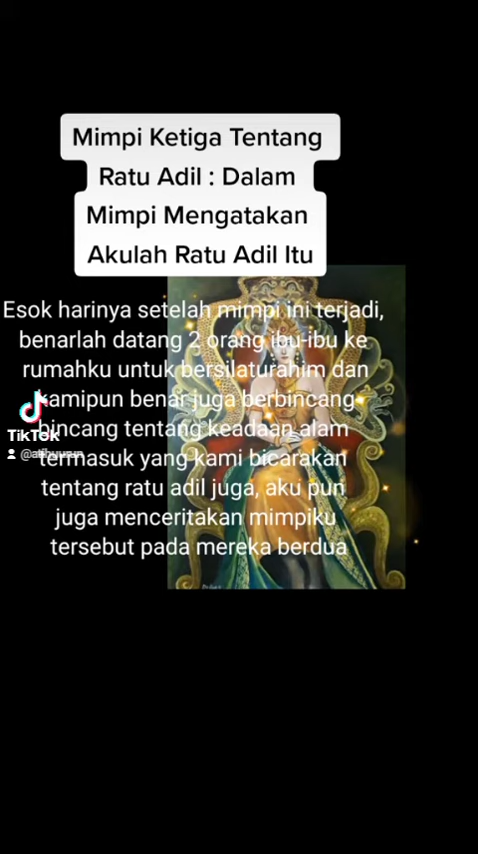 Mimpi Ketiga Tentang
Ratu Adil : Dalam
Mimpi Mengatakan
Akulah Ratu Adil Itu
Esok harinya setelah mimpi ini terjadi,
benarlah datang 2 orang ibu-ibu ke
rumahku untuk bersilaturahim dan
kamipun benar juga berbincang-
bincang tentang keadaan alam
termasuk yang kami bicarakan
tentang ratu adil juga, aku pun
juga menceritakan mimpiku
tersebut pada mereka berdua
TikTok